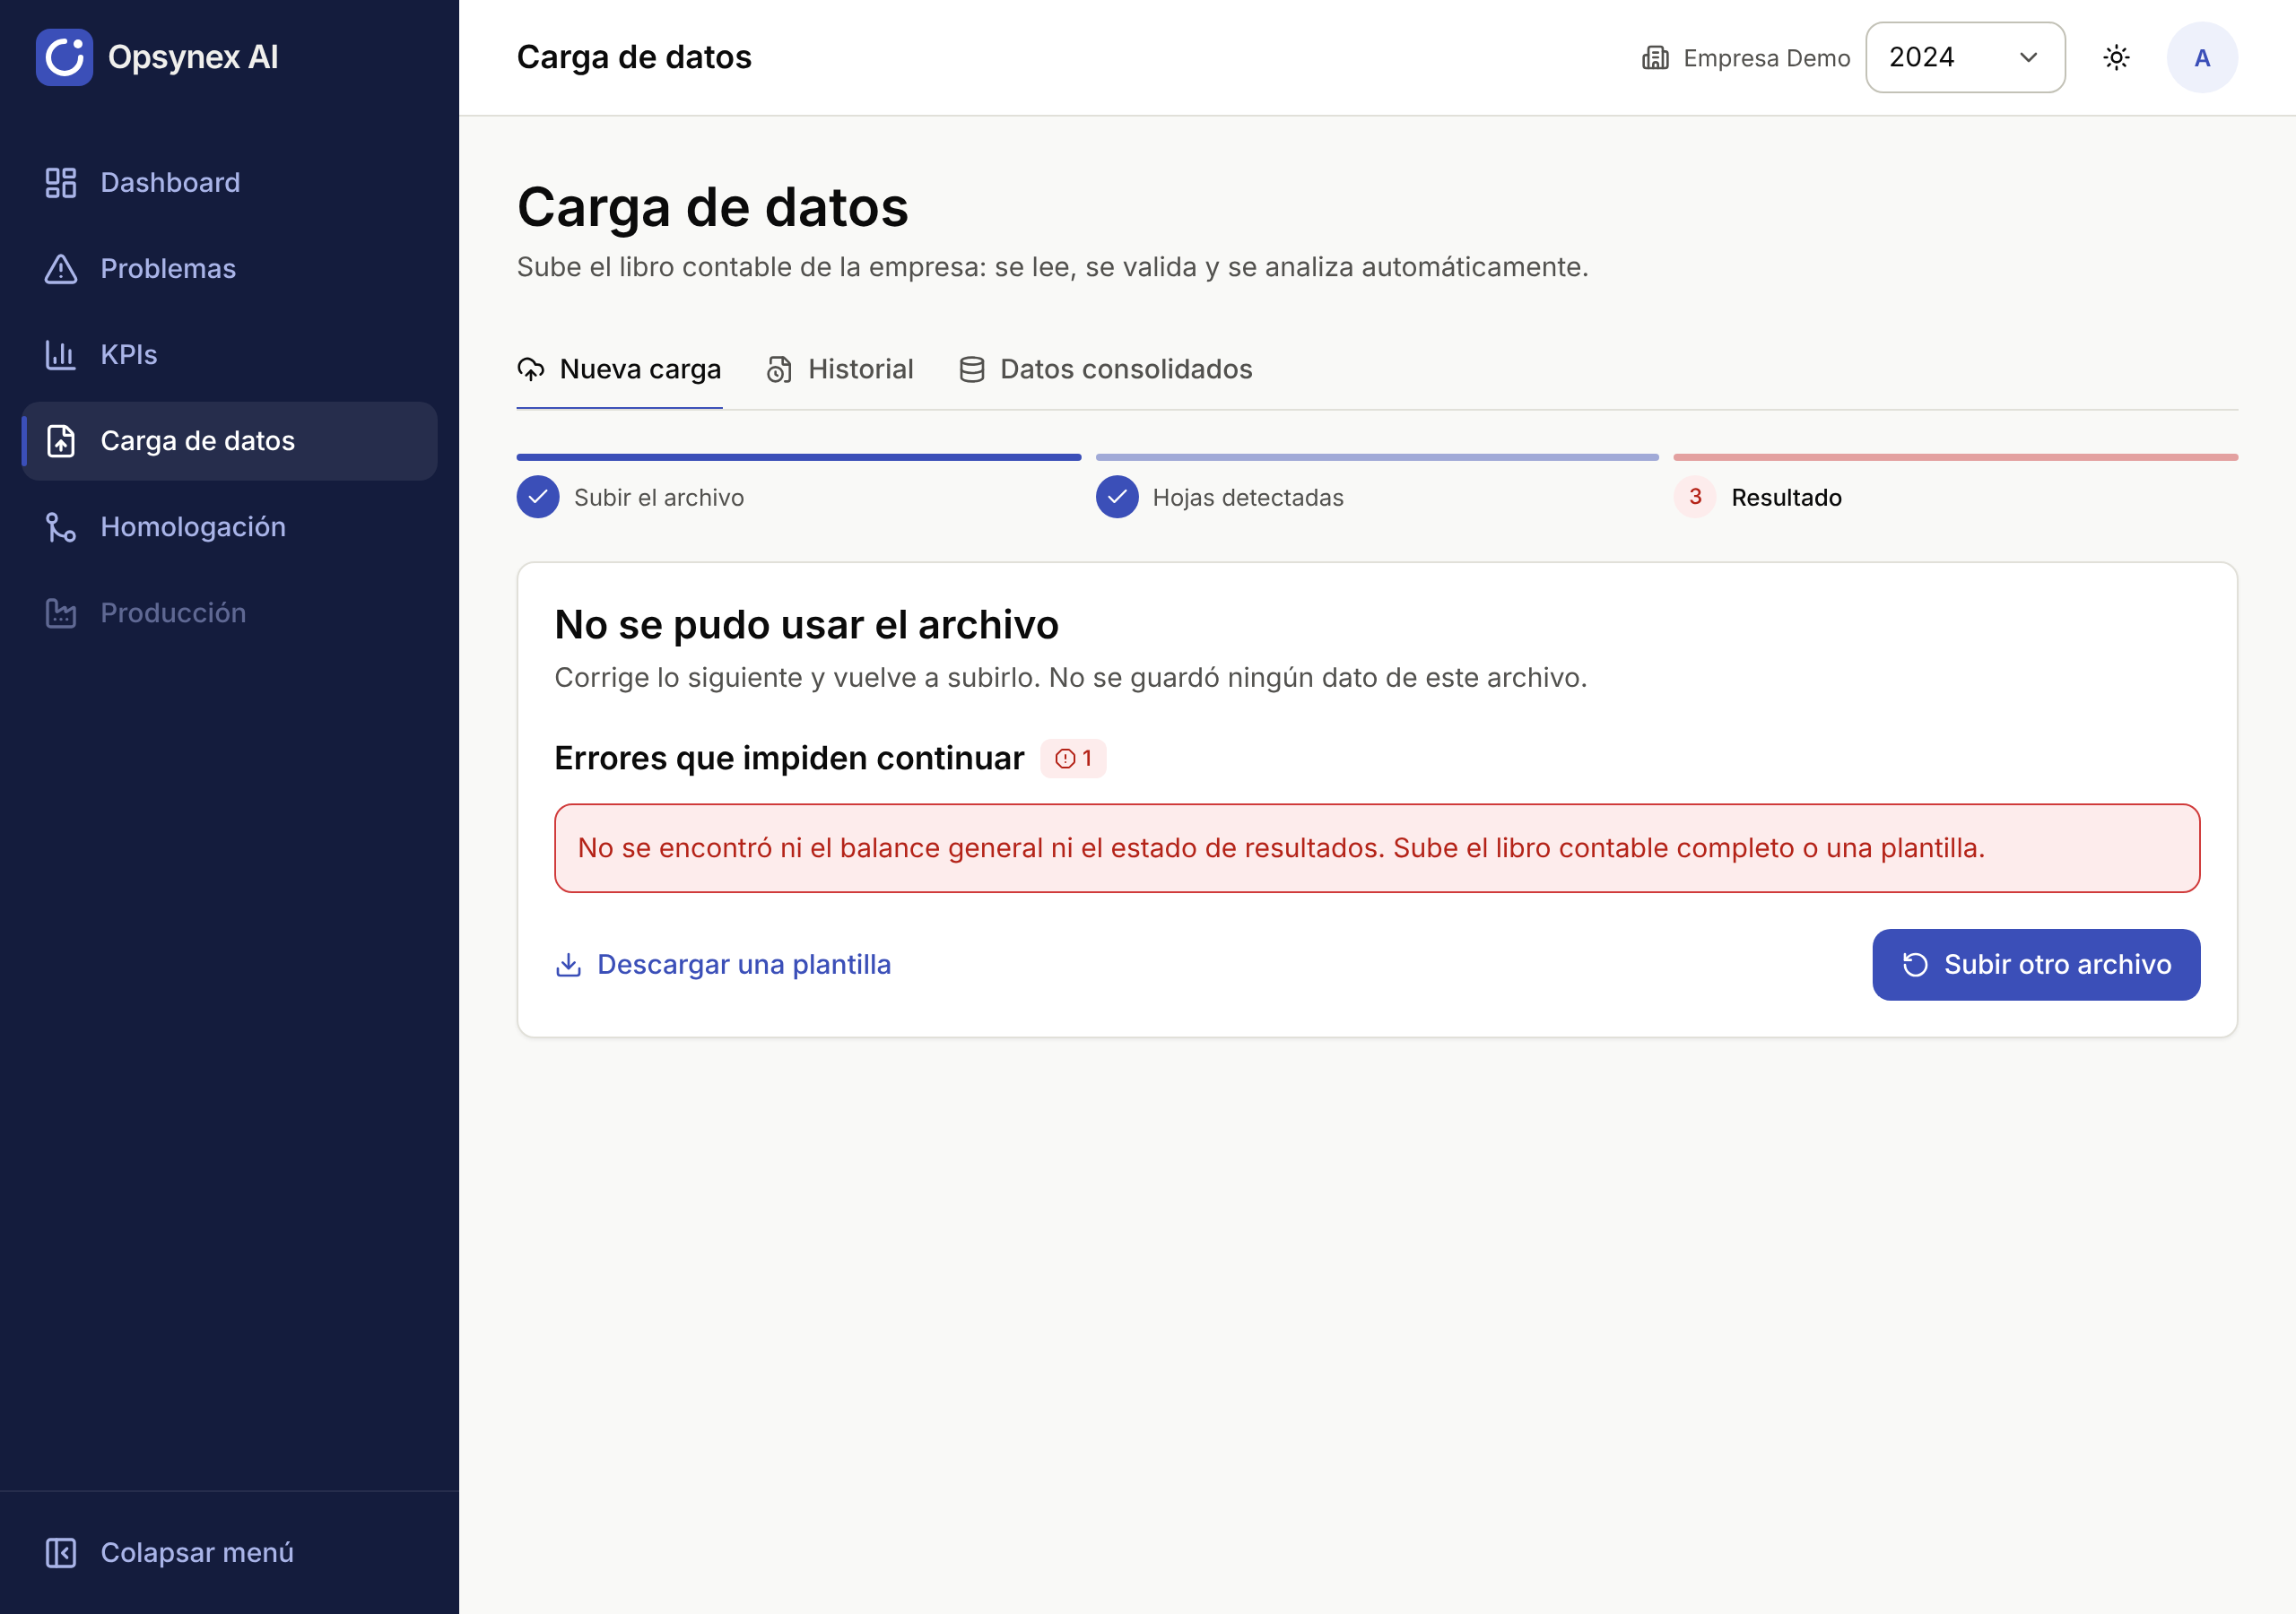 Opsynex AI
Dashboard
Problemas
KPIs
Carga de datos
Homologación
Producción
Colapsar menú
Carga de datos
Empresa Demo
2024
A
Carga de datos
Sube el libro contable de la empresa: se lee, se valida y se analiza automáticamente.
Nueva carga
Historial
Datos consolidados
Subir el archivo
Hojas detectadas
3 Resultado
No se pudo usar el archivo
Corrige lo siguiente y vuelve a subirlo. No se guardó ningún dato de este archivo.
Errores que impiden continuar 1
No se encontró ni el balance general ni el estado de resultados. Sube el libro contable completo o una plantilla.
Descargar una plantilla
Subir otro archivo